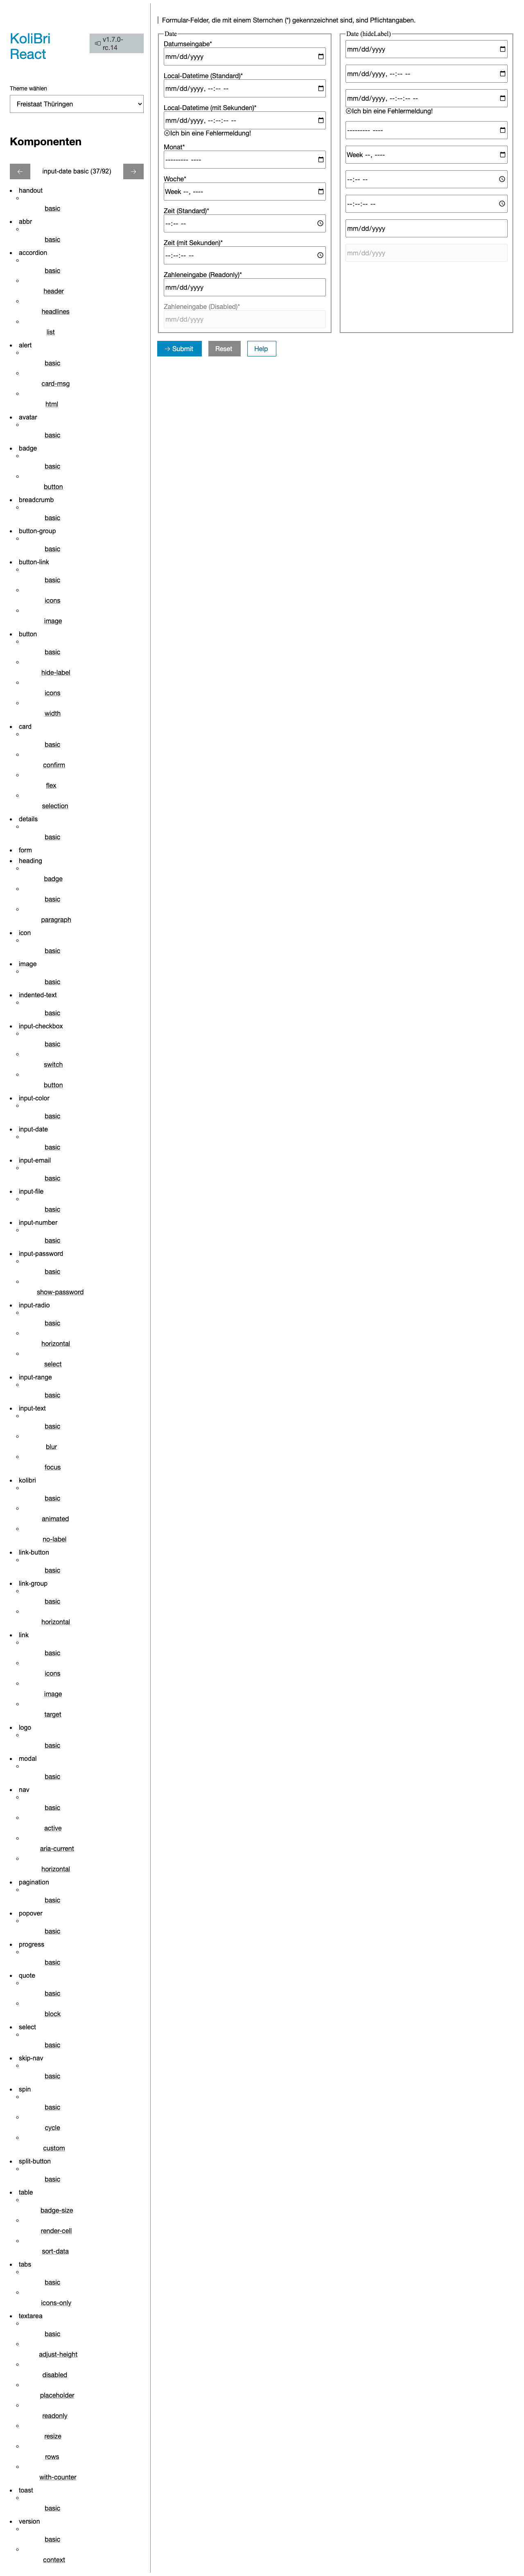 KoliBri
React
v1.7.0-
rc.14
Theme wählen
Freistaat Thüringen
Komponenten
input-date basic (37/92)
handout
basic
abbr
basic
accordion
basic
header
headlines
list
alert
basic
card-msg
html
avatar
basic
badge
basic
button
breadcrumb
basic
button-group
basic
button-link
basic
icons
image
button
basic
hide-label
icons
width
card
basic
confirm
flex
selection
details
basic
form
heading
badge
basic
paragraph
icon
basic
image
basic
indented-text
basic
input-checkbox
basic
switch
button
input-color
basic
input-date
basic
input-email
basic
input-file
basic
input-number
basic
input-password
basic
show-password
input-radio
basic
horizontal
select
input-range
basic
input-text
basic
blur
focus
kolibri
basic
animated
no-label
link-button
basic
link-group
basic
horizontal
link
basic
icons
image
target
logo
basic
modal
basic
nav
basic
active
aria-current
horizontal
pagination
basic
popover
basic
progress
basic
quote
basic
block
select
basic
skip-nav
basic
spin
basic
cycle
custom
split-button
basic
table
badge-size
render-cell
sort-data
tabs
basic
icons-only
textarea
basic
adjust-height
disabled
placeholder
readonly
resize
rows
with-counter
toast
basic
version
basic
context
Formular-Felder, die mit einem Sternchen (*) gekennzeichnet sind, sind Pflichtangaben.
Date
Datumseingabe*
mm/dd/yyyy
Local-Datetime (Standard)*
mm/dd/yyyy, --:-- --
Local-Datetime (mit Sekunden)*
mm/dd/yyyy, --:--:-- --
Ich bin eine Fehlermeldung!
Monat*
--------- ----
Woche*
Week --, ----
Zeit (Standard)*
--:-- --
Zeit (mit Sekunden)*
--:--:-- --
Zahleneingabe (Readonly)*
mm/dd/yyyy
Zahleneingabe (Disabled)*
mm/dd/yyyy
Date (hideLabel)
mm/dd/yyyy
mm/dd/yyyy, --:-- --
mm/dd/yyyy, --:--:-- --
Ich bin eine Fehlermeldung!
--------- ----
Week --, ----
--:-- --
--:--:-- --
mm/dd/yyyy
mm/dd/yyyy
Submit
Reset
Help